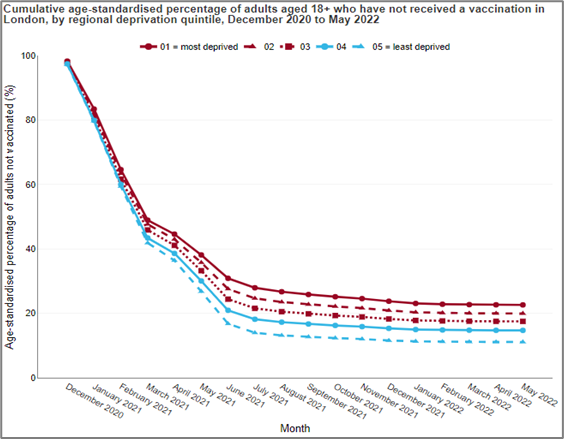 Cumulative age-standardised percentage of adults aged 18+ who have not received a vaccination in
London, by regional deprivation quintile, December 2020 to May 2022
01 = most deprived 02 03 04 05 = least deprived
Age-standardised percentage of adults not vaccinated (%)
100
80
60
40
20
0
December 2020
January 2021
February 2021
March 2021
April 2021
May 2021
June 2021
July 2021
August 2021
September 2021
October 2021
November 2021
December 2021
January 2022
February 2022
March 2022
April 2022
May 2022
Month